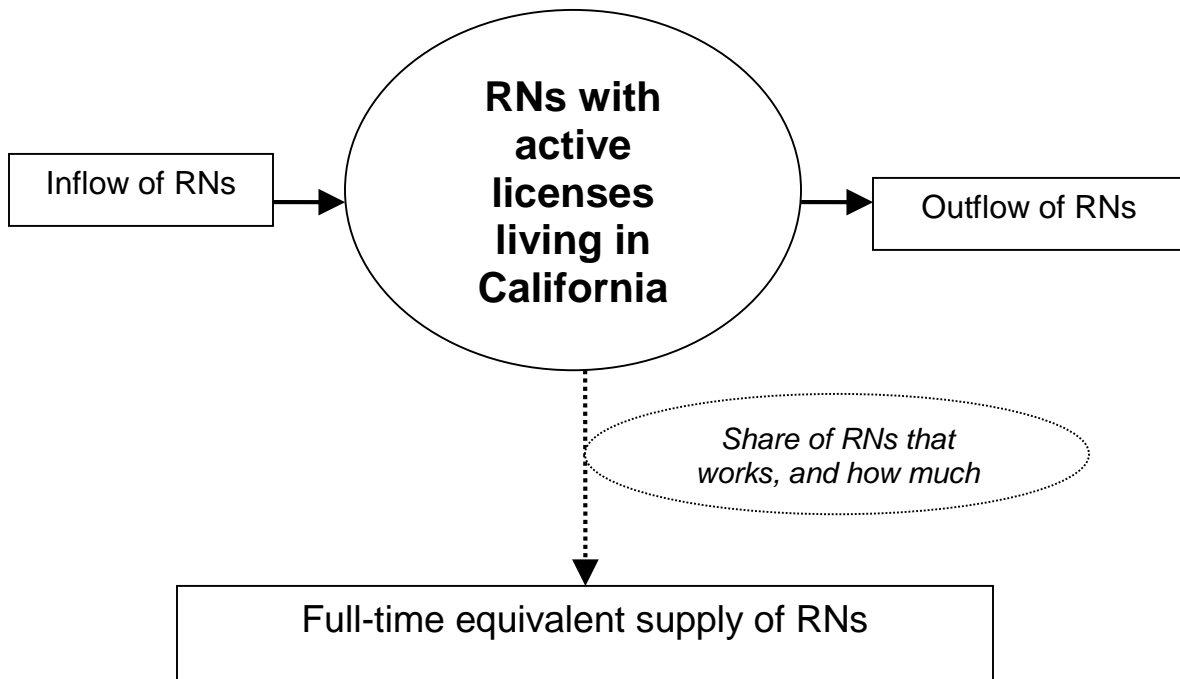 RNs with
active
licenses
living in
California
Inflow of RNs
Outflow of RNs
Share of RNs that
works, and how much
Full-time equivalent supply of RNs